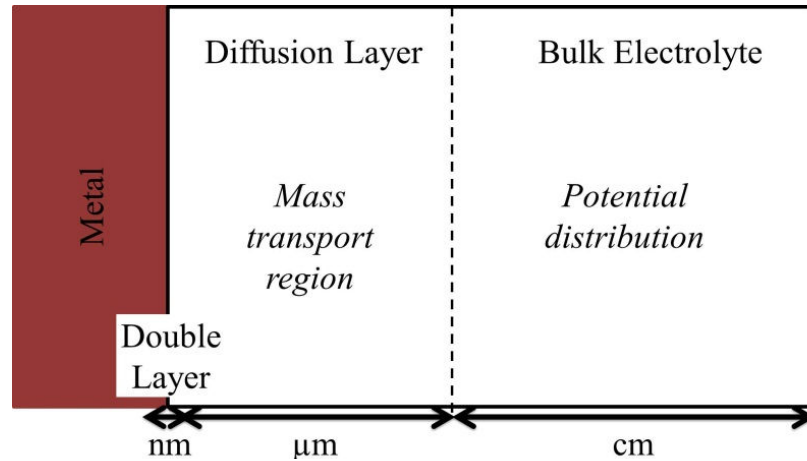 Diffusion Layer
Bulk Electrolyte
Metal
Mass
transport
region
Potential
distribution
Double
Layer
nm
µm
cm